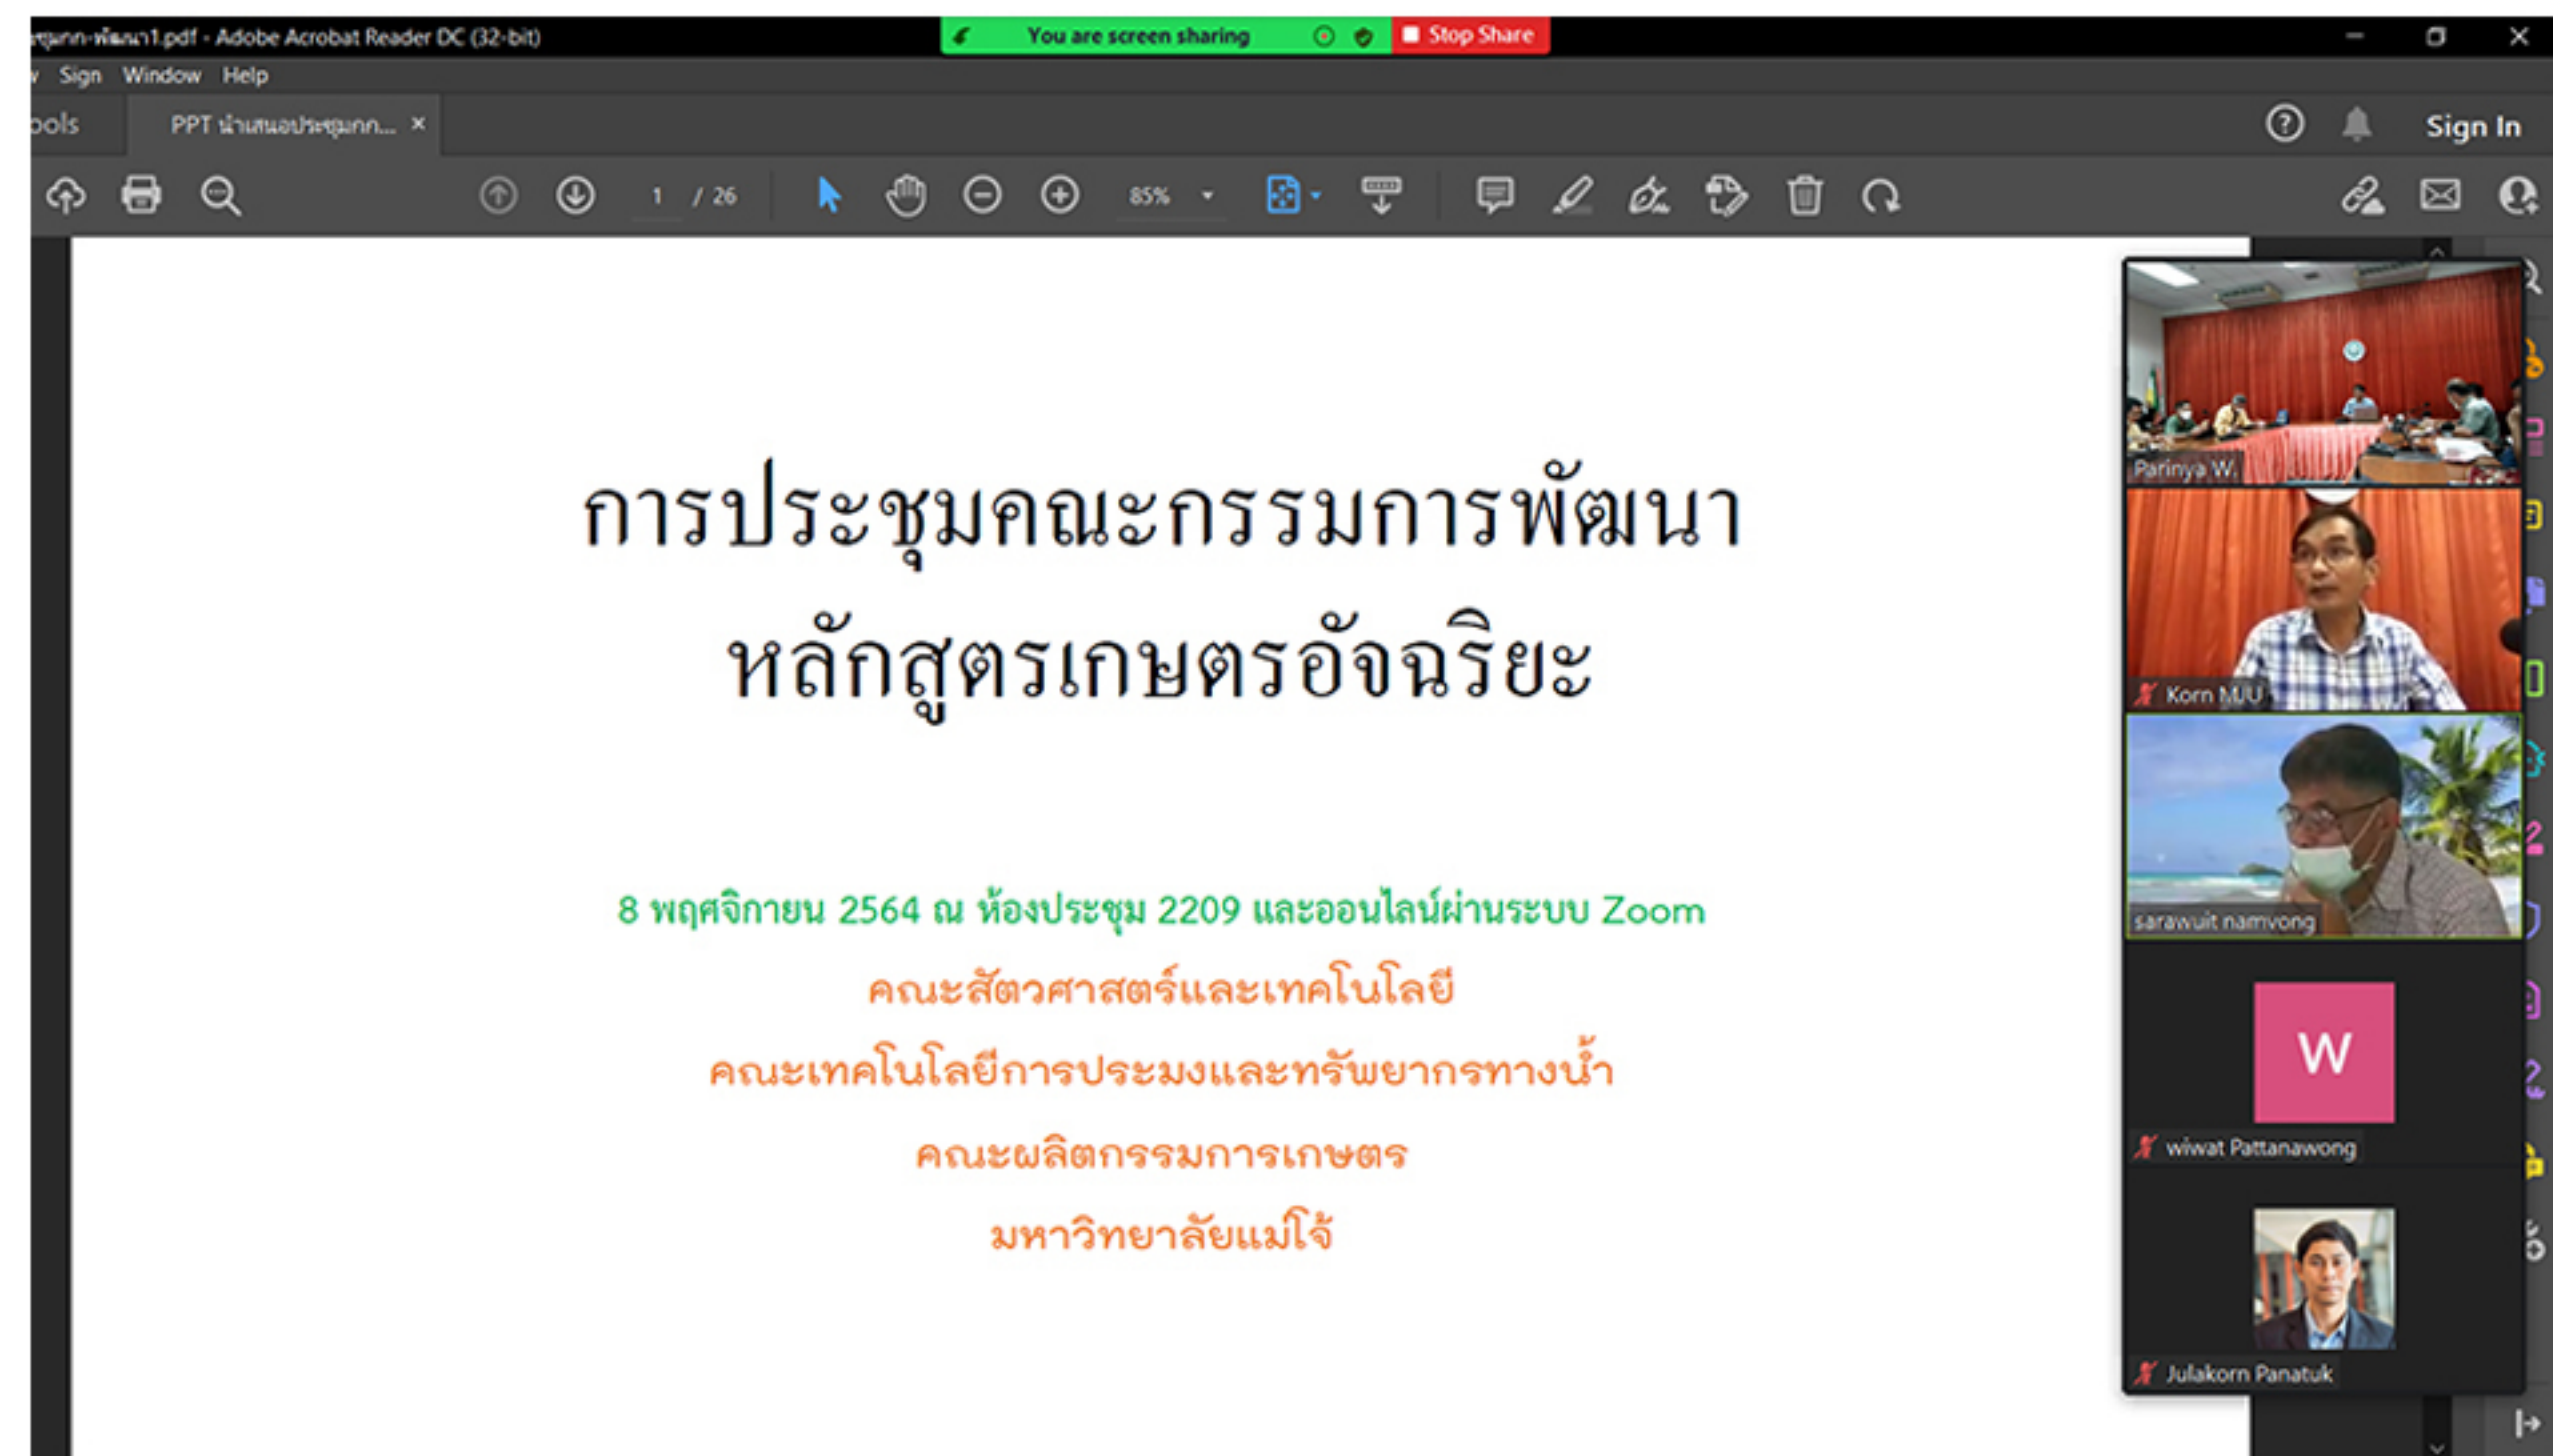 You are screen sharing
Stop Share
1.pdf - Adobe Acrobat Reader DC (32-bit)
Sign Window Help
PPT นำเสนอประชุมกก... ×
Sign In
1 / 26
85%
การประชุมคณะกรรมการพัฒนา
หลักสูตรเกษตรอัจฉริยะ
8 พฤศจิกายน 2564 ณ ห้องประชุม 2209 และออนไลน์ผ่านระบบ Zoom
คณะสัตวศาสตร์และเทคโนโลยี
คณะเทคโนโลยีการประมงและทรัพยากรทางน้ำ
คณะผลิตกรรมการเกษตร
มหาวิทยาลัยแม่โจ้
Parinya W.
Korn MJU
sarawuit namvong
W
wiwat Pattanawong
Julakorn Panatuk